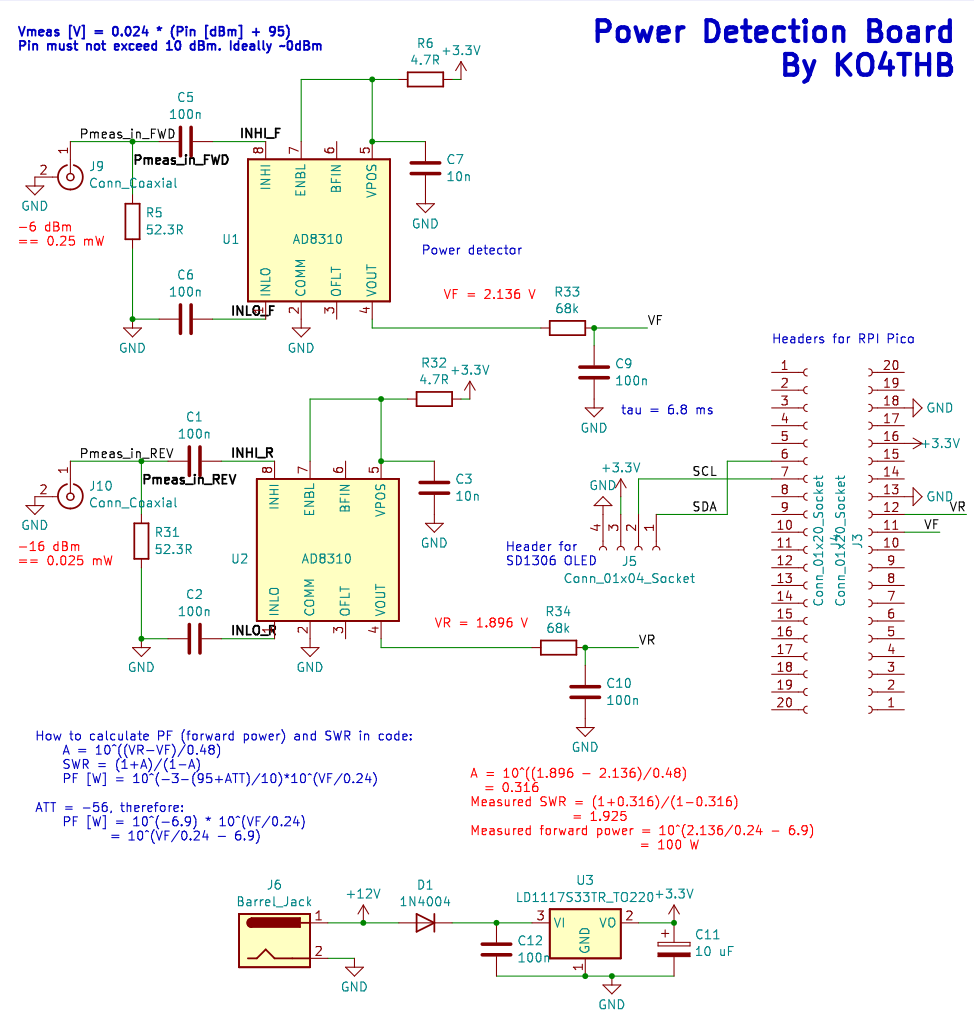 Vmeas [V] = 0.024 * (Pin [dBm] + 95)
Pin must not exceed 10 dBm. Ideally ~0dBm
Power Detection Board
By KO4THB
R6
4.7R
+3.3V
C5
100n
Pmeas_in_FWD
INHI_F
Pmeas_in_FWD
1
2
J9
Conn_Coaxial
GND
8
7
6
5
INHI
ENBL
BFIN
VPOS
C7
10n
GND
-6 dBm
== 0.25 mW
R5
52.3R
U1
AD8310
Power detector
C6
100n
INLO
COMM
OFLT
VOUT
INLO_F
1
2
3
4
GND
GND
VF = 2.136 V
R33
68k
VF
C9
100n
GND
tau = 6.8 ms
Headers for RPI Pico
R32
4.7R
+3.3V
C1
100n
Pmeas_in_REV
INHI_R
Pmeas_in_REV
1
2
J10
Conn_Coaxial
GND
8
7
6
5
INHI
ENBL
BFIN
VPOS
C3
10n
GND
-16 dBm
== 0.025 mW
R31
52.3R
U2
AD8310
C2
100n
INLO
COMM
OFLT
VOUT
INLO_R
2
3
4
GND
GND
VR = 1.896 V
R34
68k
VR
C10
100n
GND
+3.3V
GND
SCL
SDA
4
3
2
1
Header for
SD1306 OLED
J5
Conn_01x04_Socket
1
2
3
4
5
6
7
8
9
10
11
12
13
14
15
16
17
18
19
20
Conn_01x20_Socket
Conn_01x20_Socket
J3
20
19
18
GND
17
16
+3.3V
15
14
13
GND
12
VR
11
VF
10
9
8
7
6
5
4
3
2
1
How to calculate PF (forward power) and SWR in code:
A = 10^((VR-VF)/0.48)
SWR = (1+A)/(1-A)
PF [W] = 10^(-3-(95+ATT)/10)*10^(VF/0.24)
ATT = -56, therefore:
PF [W] = 10^(-6.9) * 10^(VF/0.24)
= 10^(VF/0.24 - 6.9)
A = 10^((1.896 - 2.136)/0.48)
= 0.316
Measured SWR = (1+0.316)/(1-0.316)
= 1.925
Measured forward power = 10^(2.136/0.24 - 6.9)
= 100 W
J6
Barrel_Jack
1
2
GND
+12V
D1
1N4004
U3
LD1117S33TR_TO220
+3.3V
3
VI
VO
2
GND
1
C12
100n
C11
10 uF
+
GND